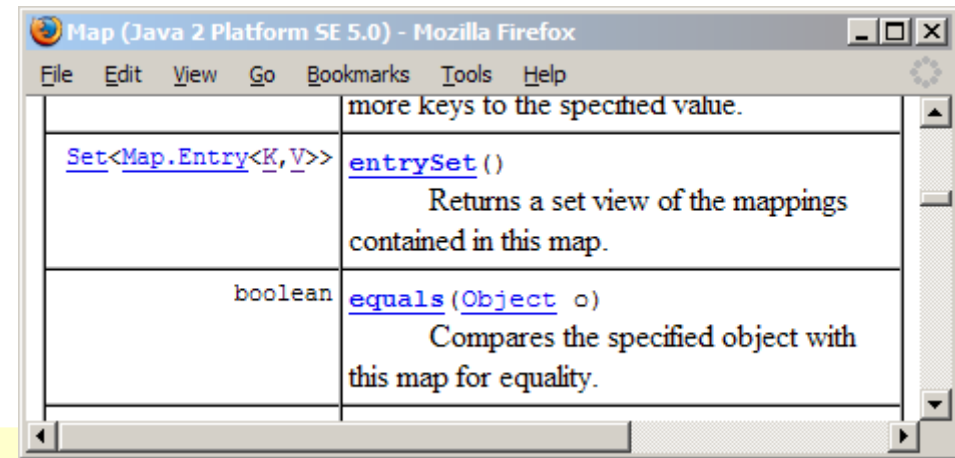 Map (Java 2 Platform SE 5.0) - Mozilla Firefox
File Edit View Go Bookmarks Tools Help
more keys to the specified value.
Set<Map.Entry<K,V>> entrySet()
Returns a set view of the mappings
contained in this map.
boolean equals(Object o)
Compares the specified object with
this map for equality.